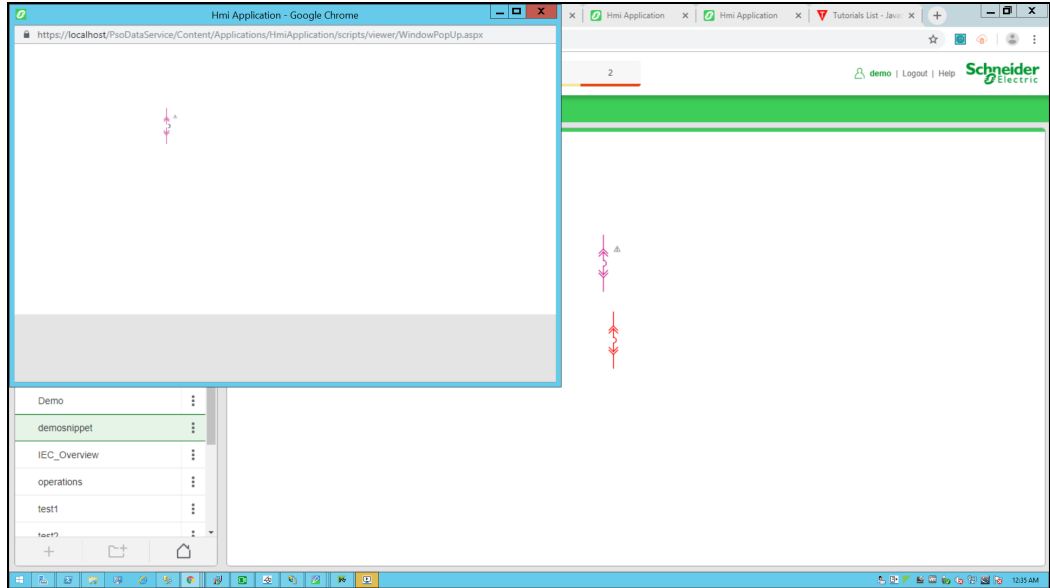 Hmi Application - Google Chrome
https://localhost/PsoDataService/Content/Applications/HmiApplication/scripts/viewer/WindowPopUp.aspx
Hmi Application
Hmi Application
Tutorials List - Java
2
demo | Logout | Help
Schneider
Electric
Demo
demosnippet
IEC_Overview
operations
test1
test2
12:35 AM